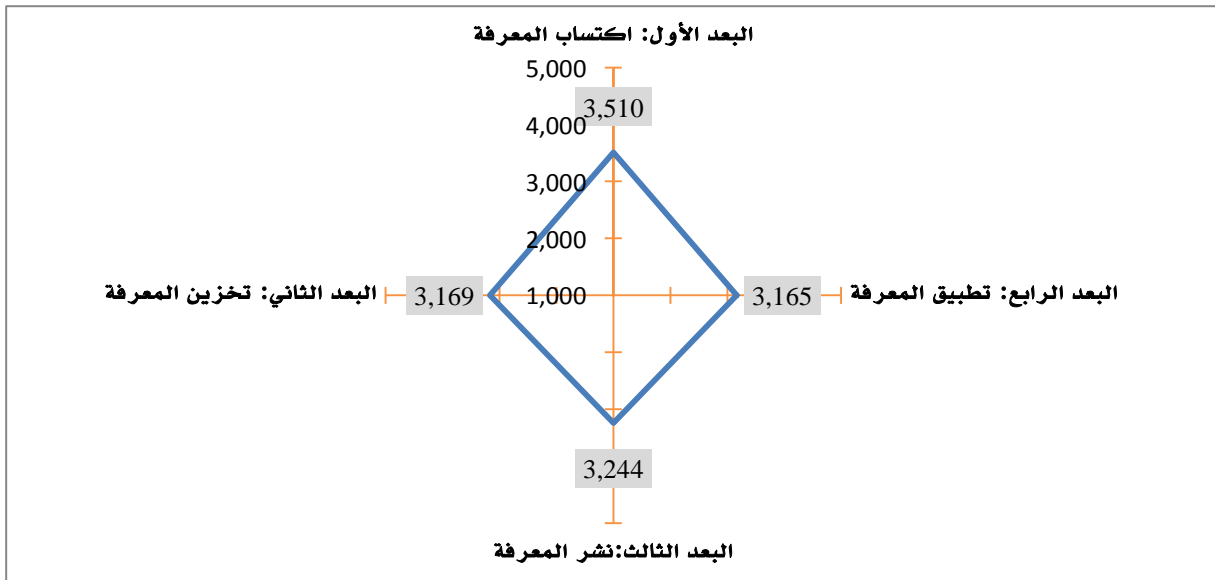 البعد الأول: اكتساب المعرفة
5,000
3,510
4,000
3,000
2,000
البعد الثاني: تخزين المعرفة
3,169
1,000
3,165
البعد الرابع: تطبيق المعرفة
3,244
البعد الثالث:نشر المعرفة